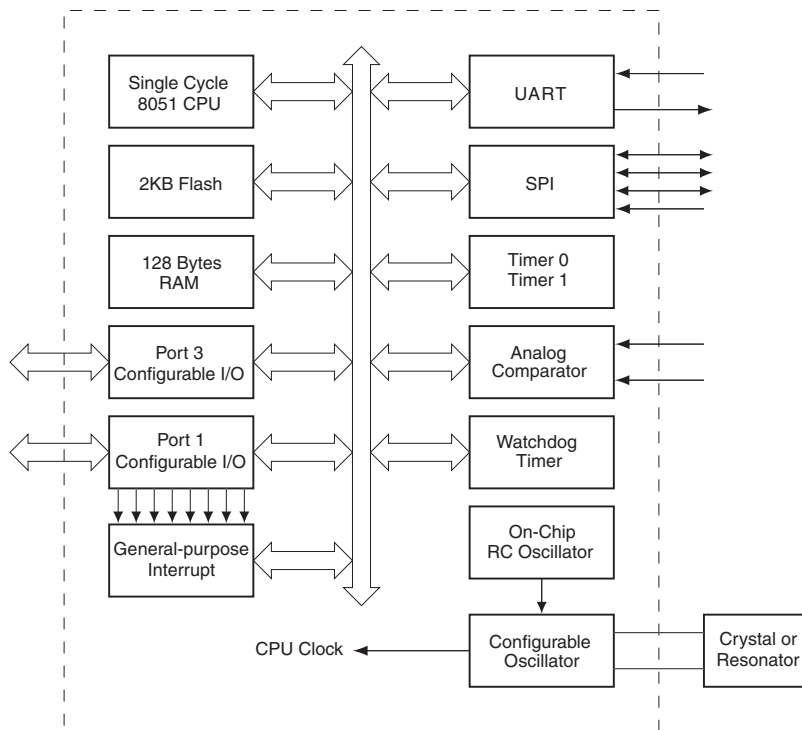 Single Cycle
8051 CPU
UART
2KB Flash
SPI
128 Bytes
RAM
Timer 0
Timer 1
Port 3
Configurable I/O
Analog
Comparator
Port 1
Configurable I/O
Watchdog
Timer
General-purpose
Interrupt
On-Chip
RC Oscillator
CPU Clock
Configurable
Oscillator
Crystal or
Resonator